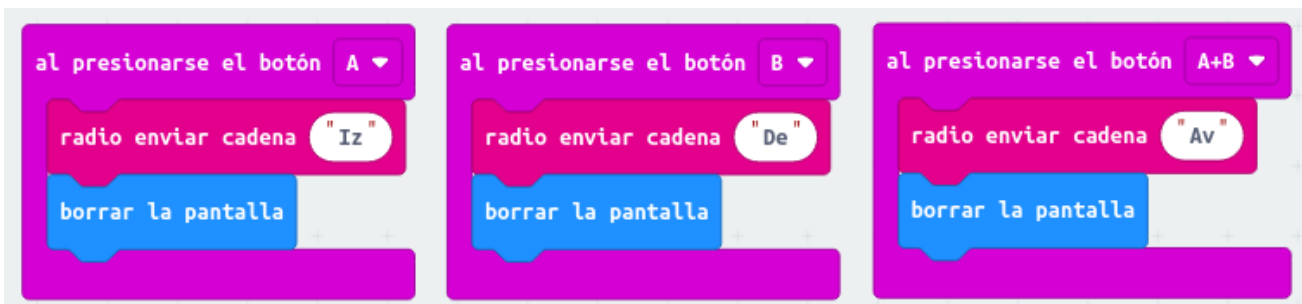 al presionarse el botón A
radio enviar cadena "Iz"
borrar la pantalla
al presionarse el botón B
radio enviar cadena "De"
borrar la pantalla
al presionarse el botón A+B
radio enviar cadena "Av"
borrar la pantalla